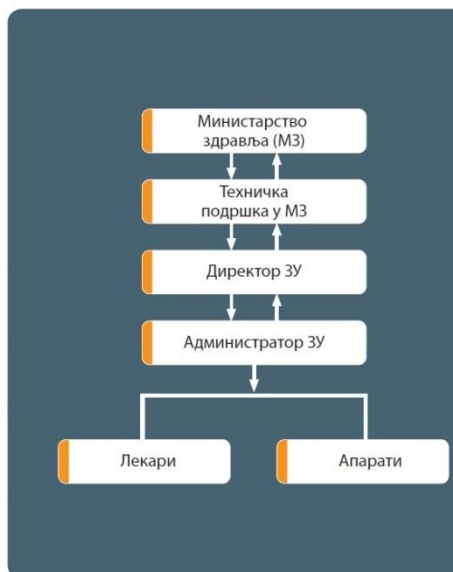 Министарство
здравља (МЗ)
Техничка
подршка у МЗ
Директор ЗУ
Администратор ЗУ
Лекари
Апарати